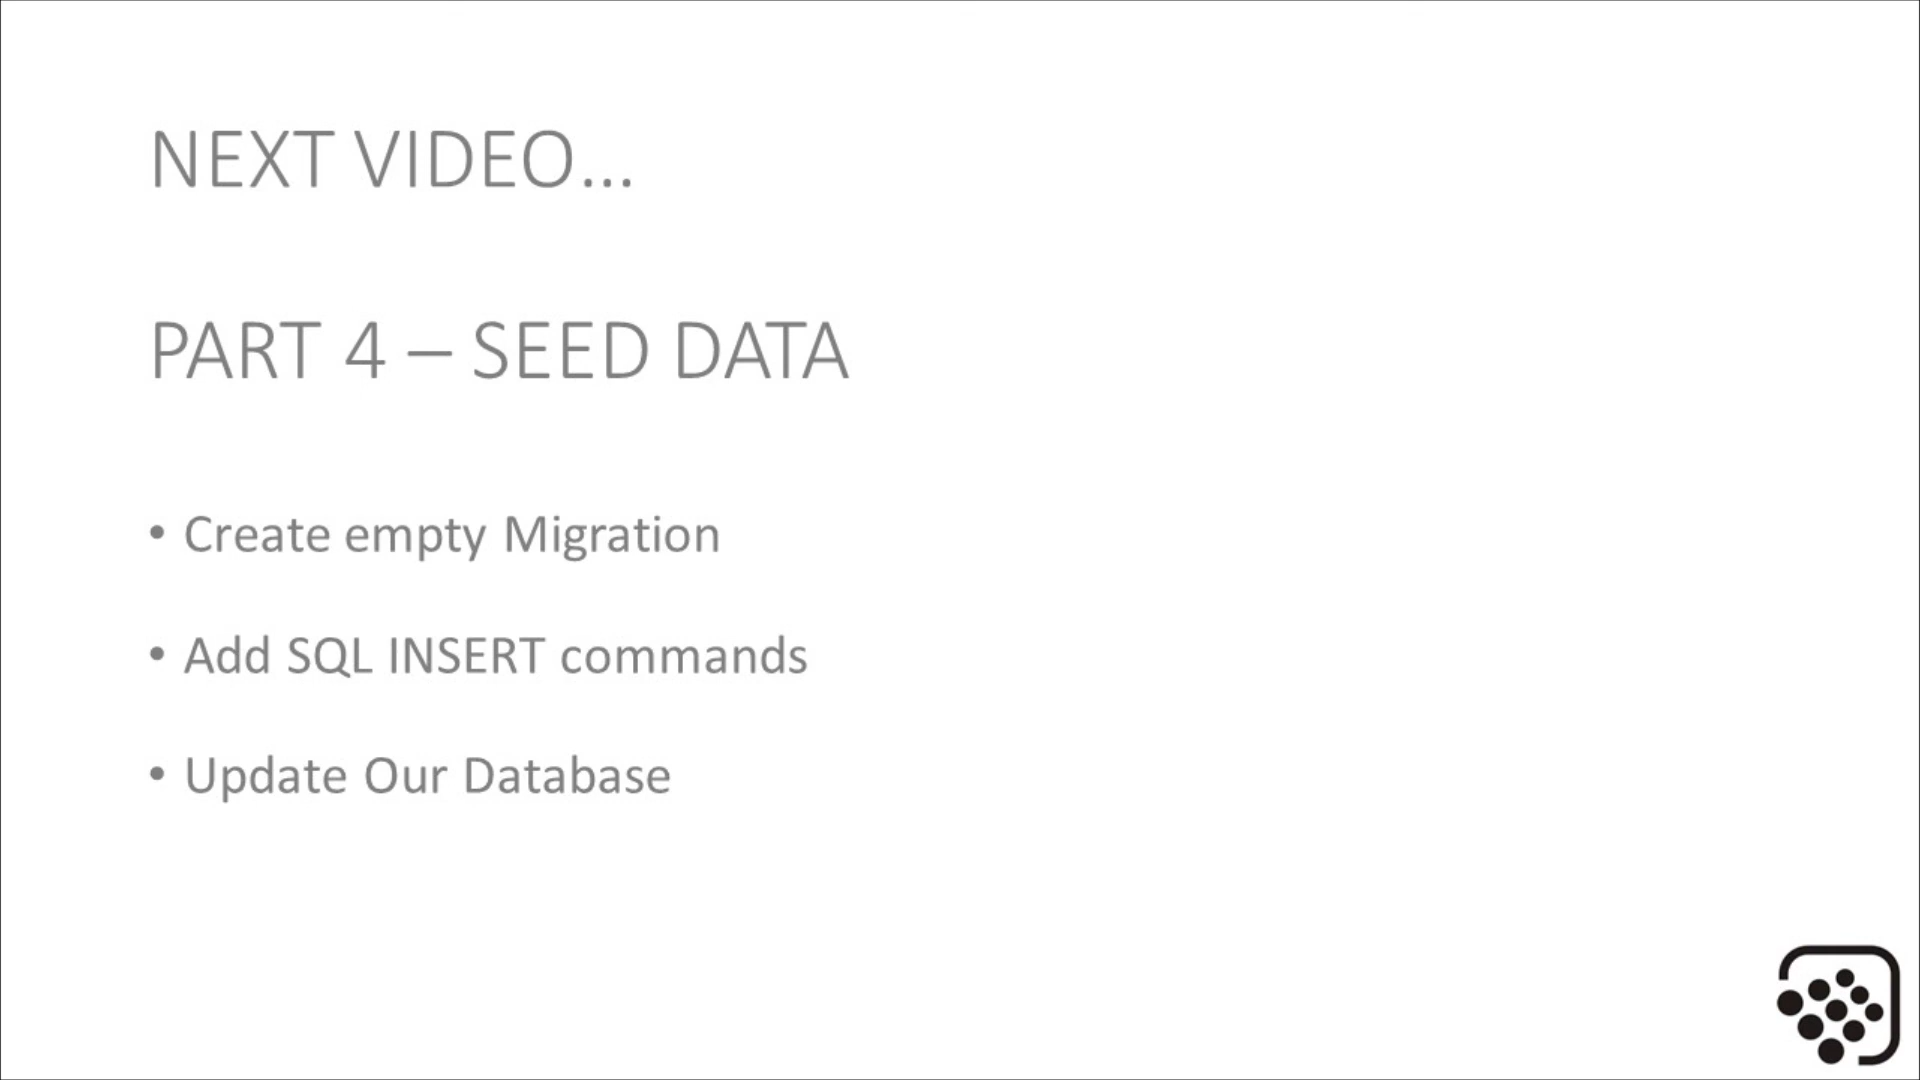 NEXT VIDEO...
PART 4 – SEED DATA
• Create empty Migration
• Add SQL INSERT commands
• Update Our Database